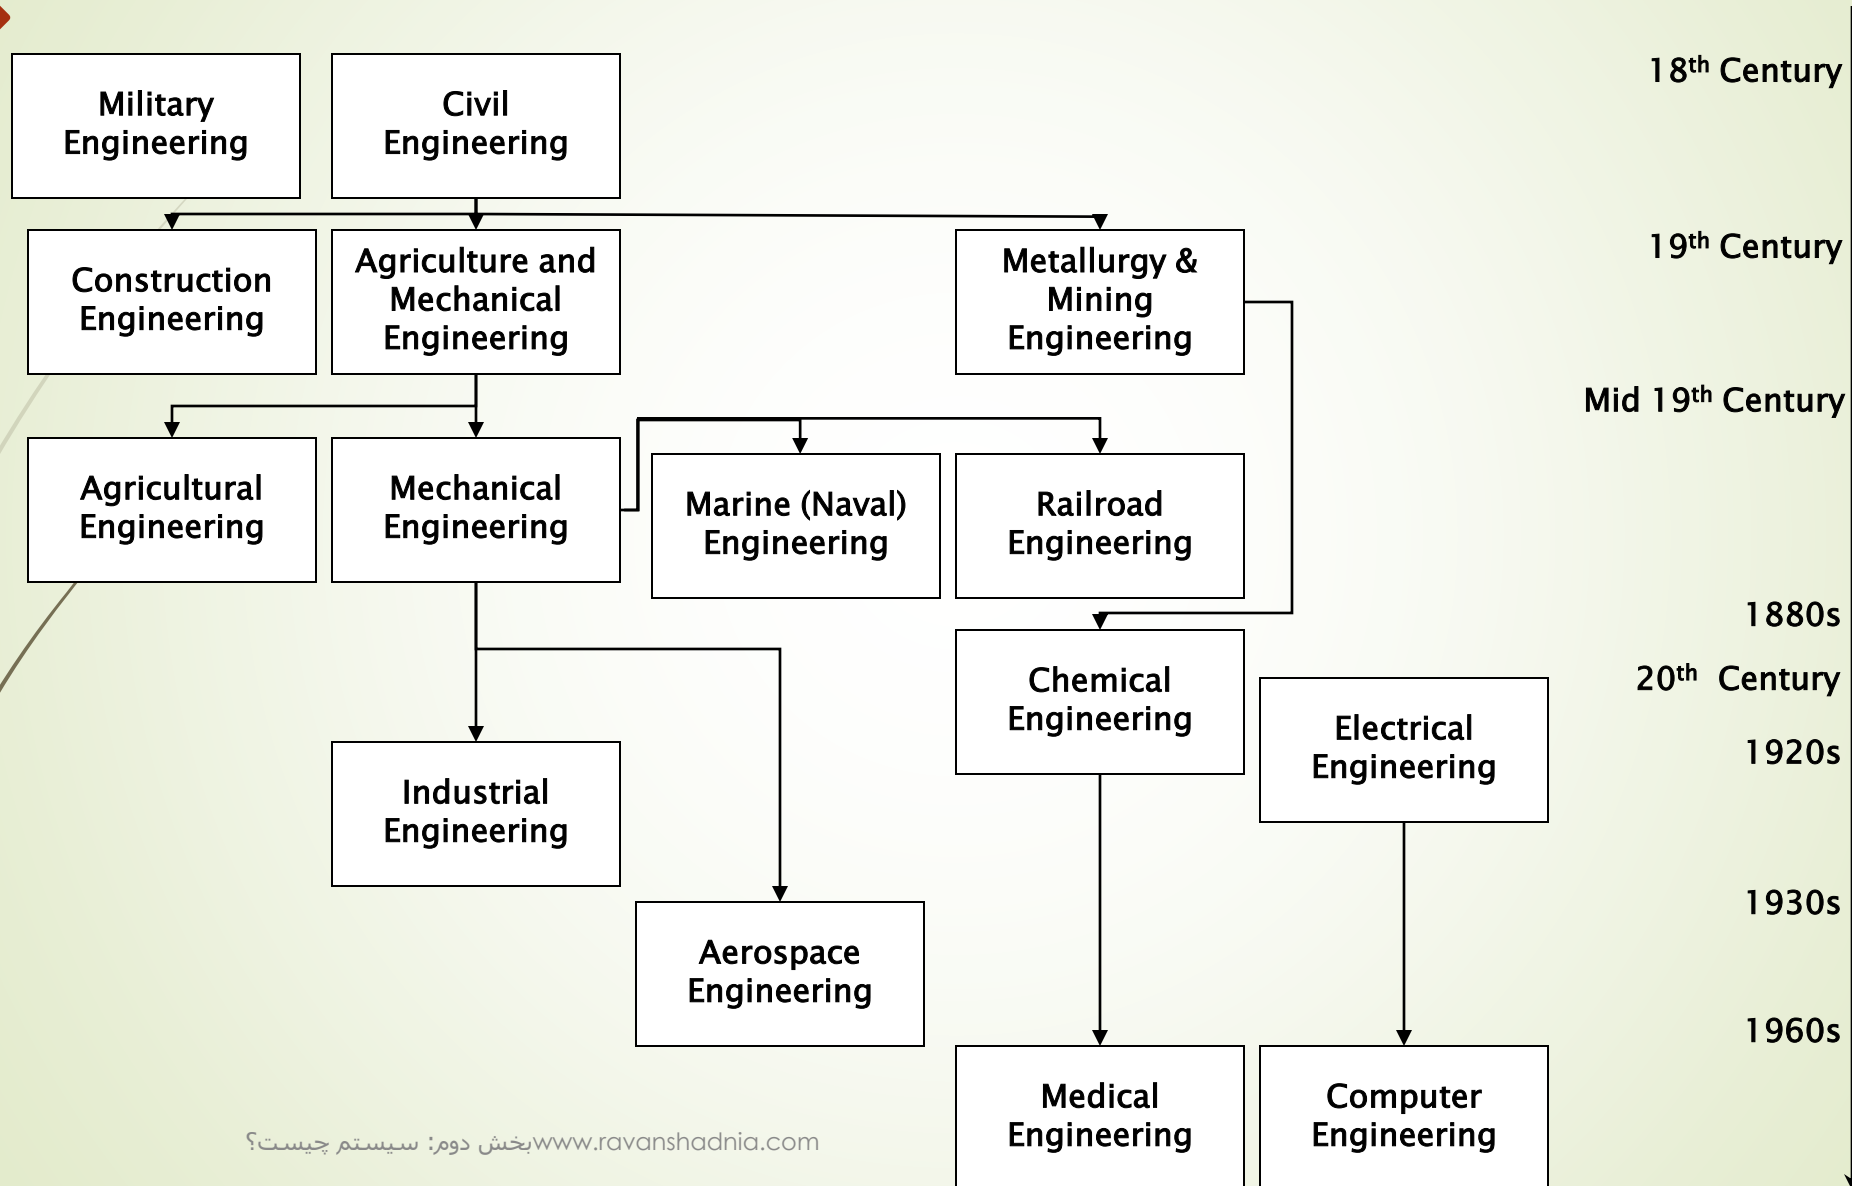 Military
Engineering
Civil
Engineering
18th Century
Construction
Engineering
Agriculture and
Mechanical
Engineering
Metallurgy &
Mining
Engineering
19th Century
Mid 19th Century
Agricultural
Engineering
Mechanical
Engineering
Marine (Naval)
Engineering
Railroad
Engineering
1880s
Chemical
Engineering
20th Century
Electrical
Engineering
1920s
Industrial
Engineering
1930s
Aerospace
Engineering
1960s
Medical
Engineering
Computer
Engineering
بخش دوم: سیستم چیست؟www.ravanshadnia.com